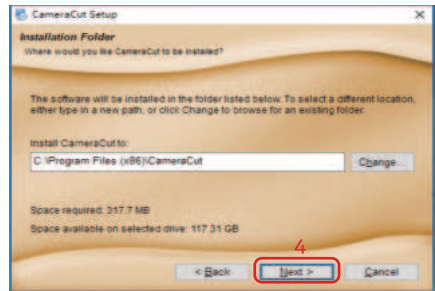 CameraCut Setup
Installation Folder
Where would you like CameraCut to be installed?
The software will be installed in the folder listed below. To select a different location,
either type in a new path, or click Change to browse for an existing folder.
Install CameraCut to:
C:\Program Files (x86)\CameraCut
Change...
Space required: 317.7 MB
Space available on selected drive: 117.31 GB
4
< Back
Next >
Cancel